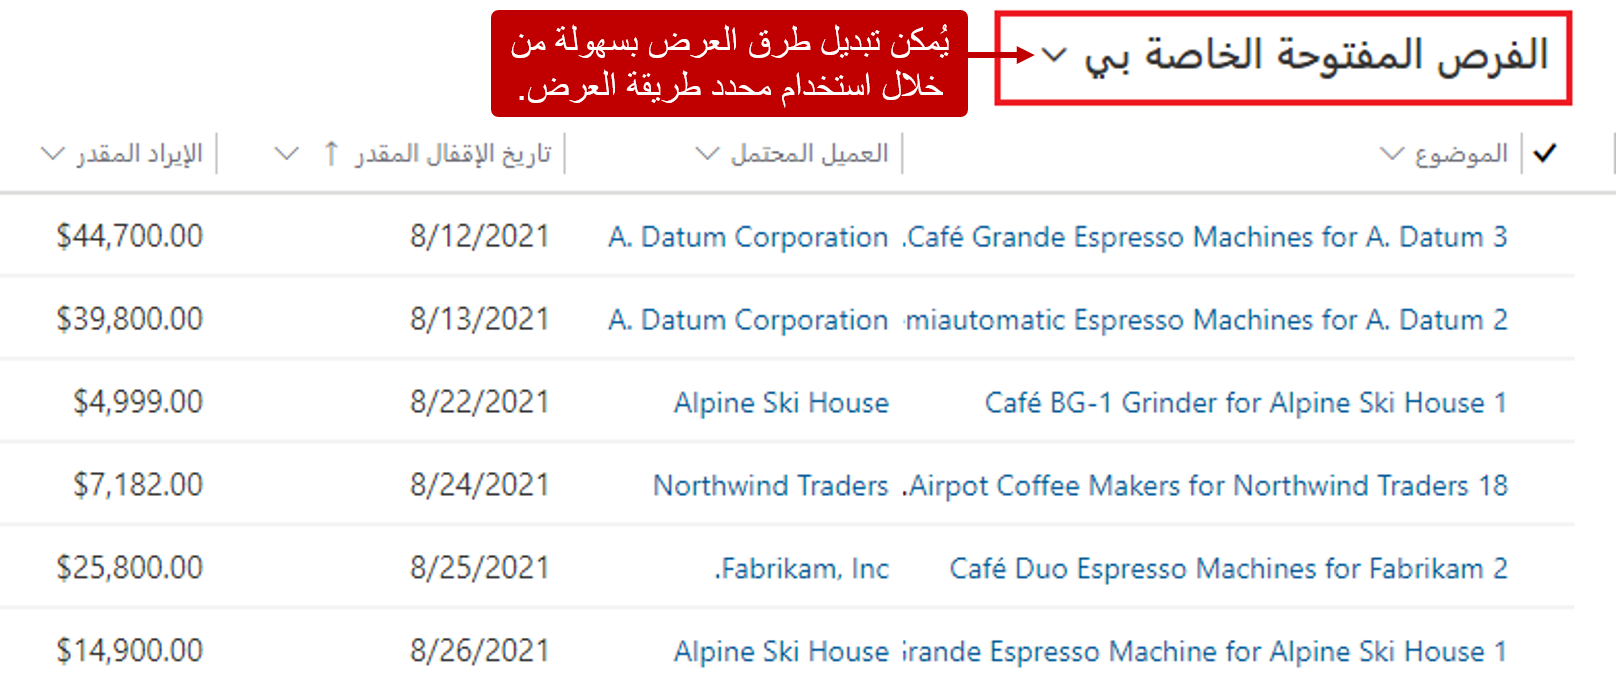 الفرص المفتوحة الخاصة بي
يُمكن تبديل طرق العرض بسهولة من
خلال استخدام محدد طريقة العرض.
الموضوع العميل المحتمل تاريخ الإقفال المقدر ↑ الإيراد المقدر
.Café Grande Espresso Machines for A. Datum 3 A. Datum Corporation 8/12/2021 $44,700.00
Espresso Machines for A. Datum 2 A. Datum Corporation 8/13/2021 $39,800.00
Café BG-1 Grinder for Alpine Ski House 1 Alpine Ski House 8/22/2021 $4,999.00
.Airpot Coffee Makers for Northwind Traders 18 Northwind Traders 8/24/2021 $7,182.00
Café Duo Espresso Machines for Fabrikam 2 .Fabrikam, Inc 8/25/2021 $25,800.00
Espresso Machine for Alpine Ski House 1 Alpine Ski House 8/26/2021 $14,900.00